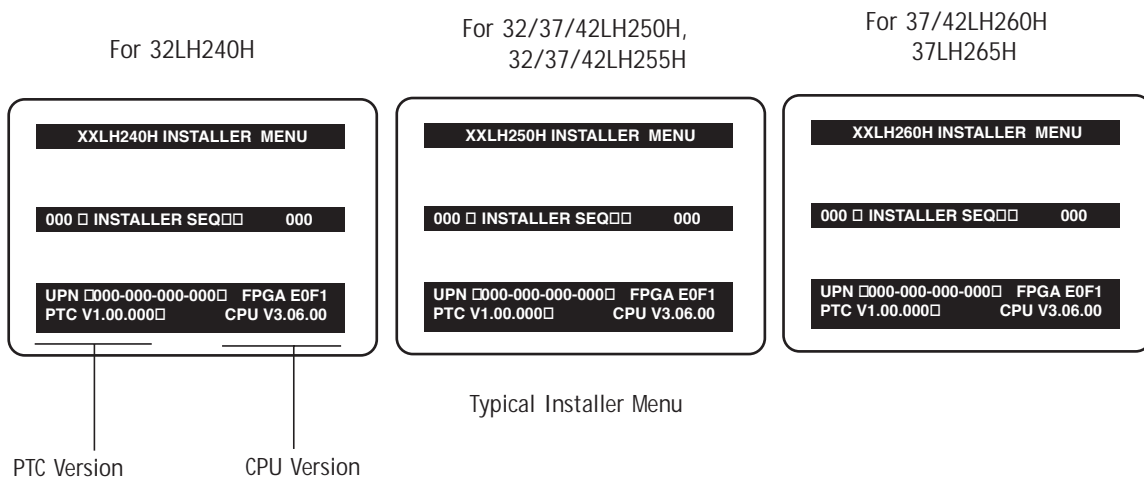 For 32LH240H
XXLH240H INSTALLER MENU
000 □ INSTALLER SEQ□□ 000
UPN □000-000-000-000□ FPGA E0F1
PTC V1.00.000□ CPU V3.06.00
PTC Version
CPU Version
For 32/37/42LH250H,
32/37/42LH255H
XXLH250H INSTALLER MENU
000 □ INSTALLER SEQ□□ 000
UPN □000-000-000-000□ FPGA E0F1
PTC V1.00.000□ CPU V3.06.00
Typical Installer Menu
For 37/42LH260H
37LH265H
XXLH260H INSTALLER MENU
000 □ INSTALLER SEQ□□ 000
UPN □000-000-000-000□ FPGA E0F1
PTC V1.00.000□ CPU V3.06.00